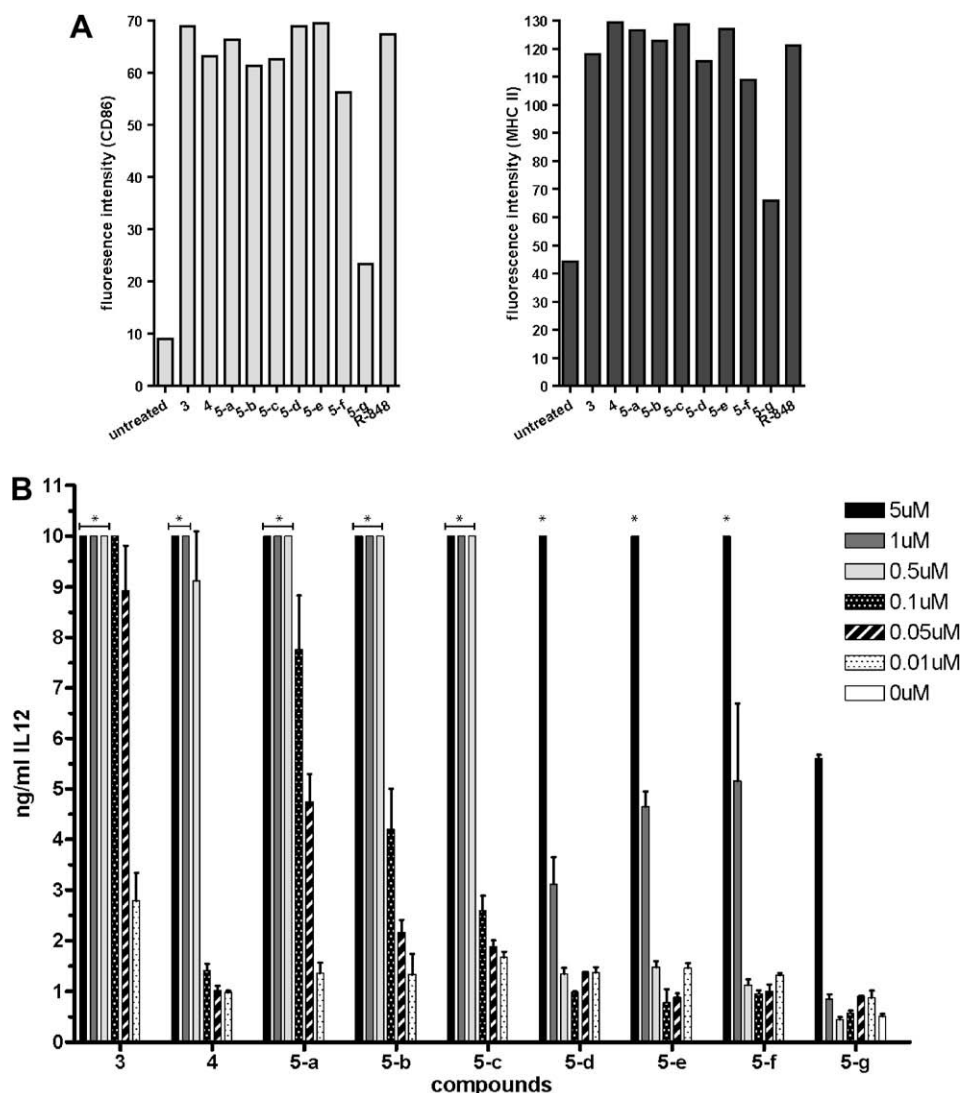 A
fluoresence intensity (CD86)
70
60
50
40
30
20
10
0
untreated
3
4
5-a
5-b
5-c
5-d
5-e
5-f
5-g
R-848
fluorescence intensity (MHC II)
130
120
110
100
90
80
70
60
50
40
30
20
10
0
untreated
3
4
5-a
5-b
5-c
5-d
5-e
5-f
5-g
R-848
B
ng/ml IL12
11
10
9
8
7
6
5
4
3
2
1
0
* * * * * * * *
5uM
1uM
0.5uM
0.1uM
0.05uM
0.01uM
0uM
3 4 5-a 5-b 5-c 5-d 5-e 5-f 5-g
compounds